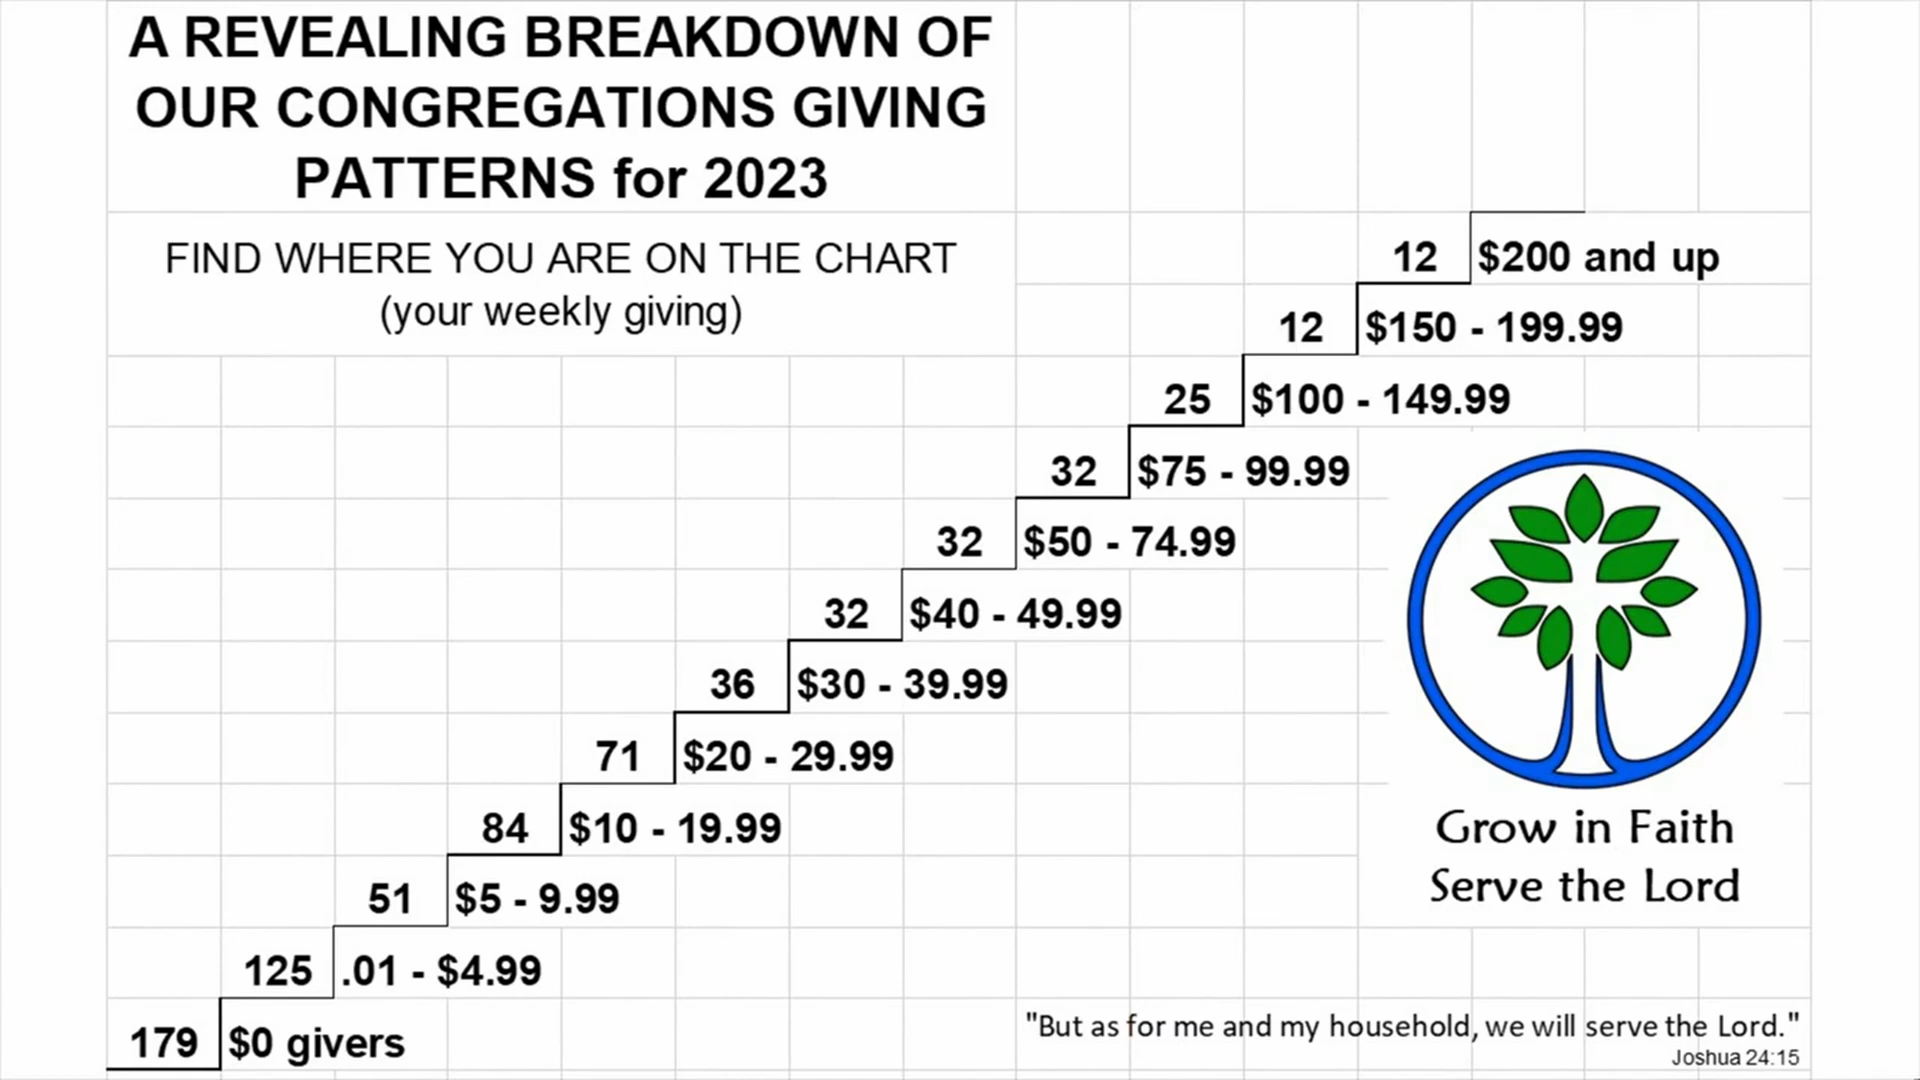 A REVEALING BREAKDOWN OF
OUR CONGREGATIONS GIVING
PATTERNS for 2023
FIND WHERE YOU ARE ON THE CHART
(your weekly giving)
12 $200 and up
12 $150 - 199.99
25 $100 - 149.99
32 $75 - 99.99
32 $50 - 74.99
32 $40 - 49.99
36 $30 - 39.99
71 $20 - 29.99
84 $10 - 19.99
51 $5 - 9.99
125 .01 - $4.99
179 $0 givers
Grow in Faith
Serve the Lord
"But as for me and my household, we will serve the Lord."
Joshua 24:15